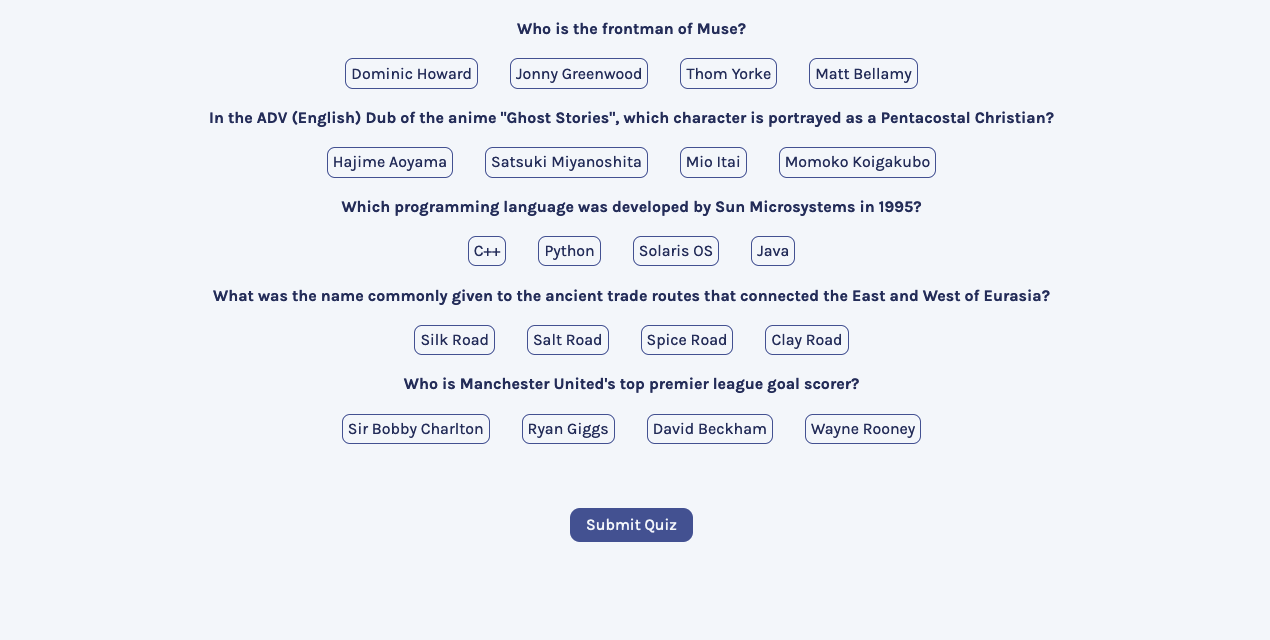 Who is the frontman of Muse?
Dominic Howard Jonny Greenwood Thom Yorke Matt Bellamy
In the ADV (English) Dub of the anime "Ghost Stories", which character is portrayed as a Pentacostal Christian?
Hajime Aoyama Satsuki Miyanoshita Mio Itai Momoko Koigakubo
Which programming language was developed by Sun Microsystems in 1995?
C++ Python Solaris OS Java
What was the name commonly given to the ancient trade routes that connected the East and West of Eurasia?
Silk Road Salt Road Spice Road Clay Road
Who is Manchester United's top premier league goal scorer?
Sir Bobby Charlton Ryan Giggs David Beckham Wayne Rooney
Submit Quiz